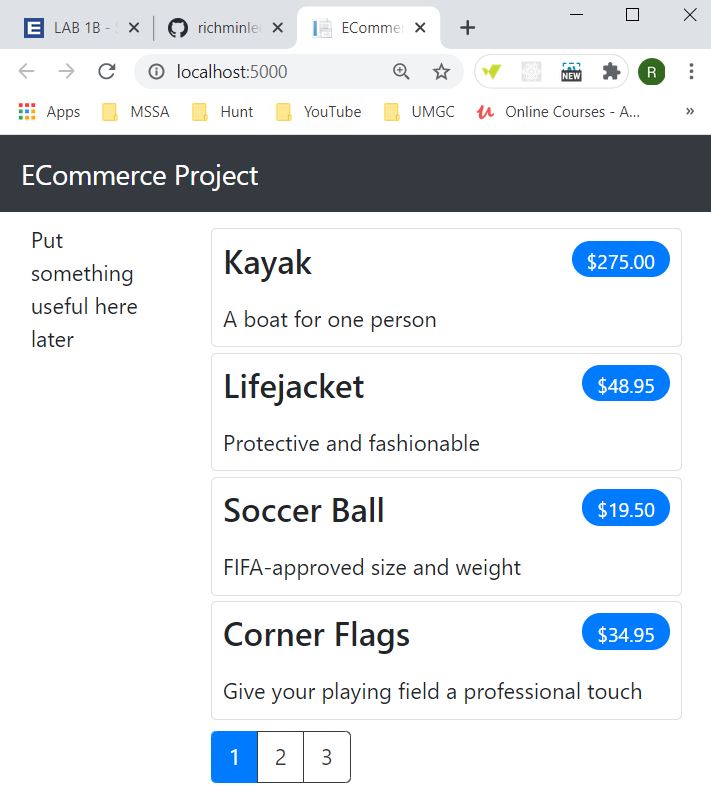 LAB 1B -
richminle
ECommer
localhost:5000
NEW
R
Apps
MSSA
Hunt
YouTube
UMGC
Online Courses - A...
»
ECommerce Project
Put
something
useful here
later
Kayak
$275.00
A boat for one person
Lifejacket
$48.95
Protective and fashionable
Soccer Ball
$19.50
FIFA-approved size and weight
Corner Flags
$34.95
Give your playing field a professional touch
1 2 3